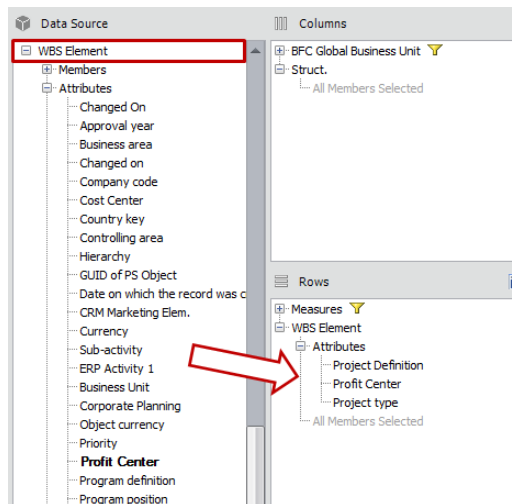 Data Source
WBS Element
Members
Attributes
Changed On
Approval year
Business area
Changed on
Company code
Cost Center
Country key
Controlling area
Hierarchy
GUID of PS Object
Date on which the record was c
CRM Marketing Elem.
Currency
Sub-activity
ERP Activity 1
Business Unit
Corporate Planning
Object currency
Priority
Profit Center
Program definition
Program position
Columns
BFC Global Business Unit
Struct.
All Members Selected
Rows
Measures
WBS Element
Attributes
Project Definition
Profit Center
Project type
All Members Selected